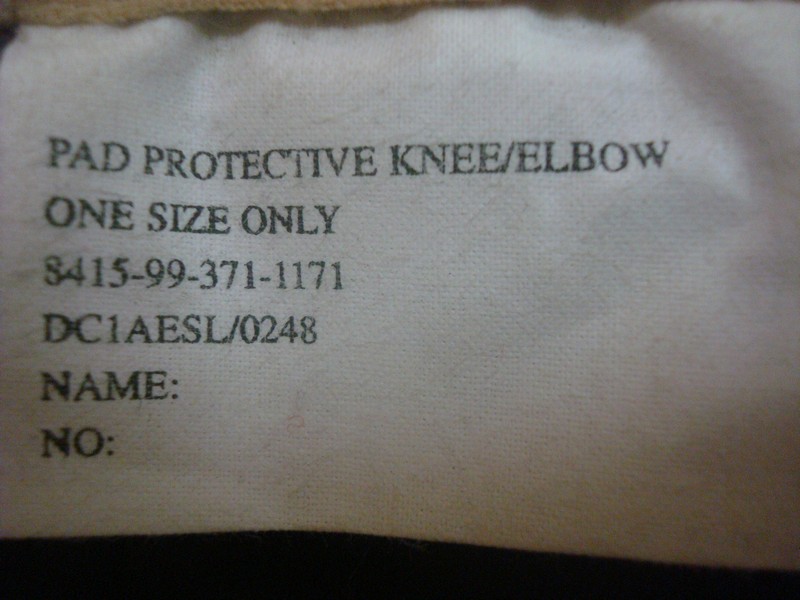 PAD PROTECTIVE KNEE/ELBOW
ONE SIZE ONLY
8415-99-371-1171
DC1AESL/0248
NAME:
NO: